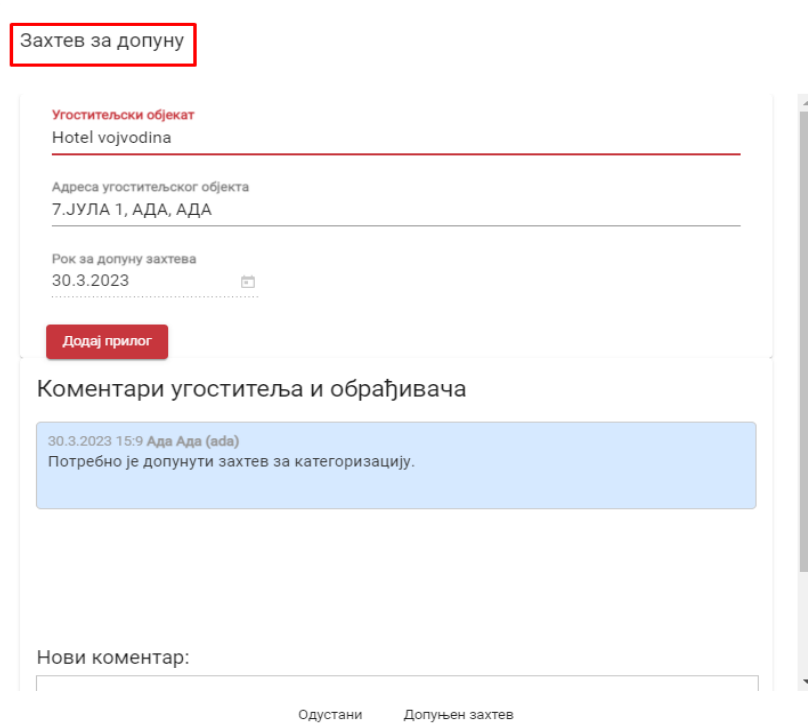 Захтев за допуну
Угоститељски објекат
Hotel vojvodina
Адреса угоститељског објекта
7.ЈУЛА 1, АДА, АДА
Рок за допуну захтева
30.3.2023
Додај прилог
Коментари угоститеља и обрађивача
30.3.2023 15:9 Ада Ада (ada)
Потребно је допунути захтев за категоризацију.
Нови коментар:
Одустани Допуњен захтев